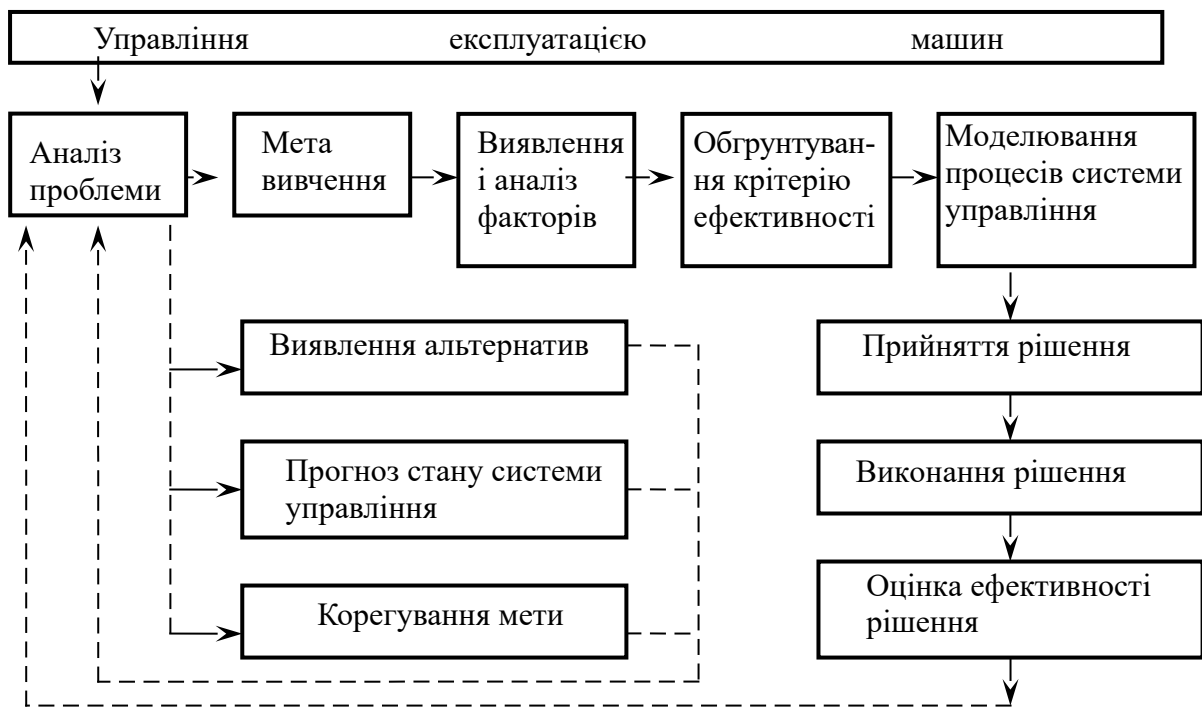 Управління експлуатацією машин
Аналіз
проблеми
Мета
вивчення
Виявлення
і аналіз
факторів
Обгрунтуван-
ня крітерію
ефективності
Моделювання
процесів системи
управління
Виявлення альтернатив
Прогноз стану системи
управління
Корегування мети
Прийняття рішення
Виконання рішення
Оцінка ефективності
рішення